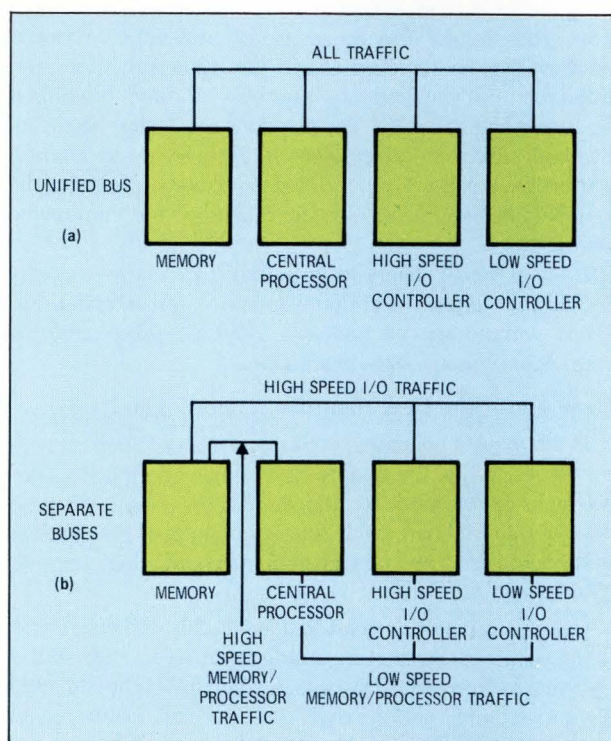 ALL TRAFFIC
UNIFIED BUS
(a)
MEMORY
CENTRAL
PROCESSOR
HIGH SPEED
I/O
CONTROLLER
LOW SPEED
I/O
CONTROLLER
HIGH SPEED I/O TRAFFIC
SEPARATE
BUSES
(b)
MEMORY
CENTRAL
PROCESSOR
HIGH SPEED
I/O
CONTROLLER
LOW SPEED
I/O
CONTROLLER
HIGH
SPEED
MEMORY/
PROCESSOR
TRAFFIC
LOW SPEED
MEMORY/PROCESSOR TRAFFIC